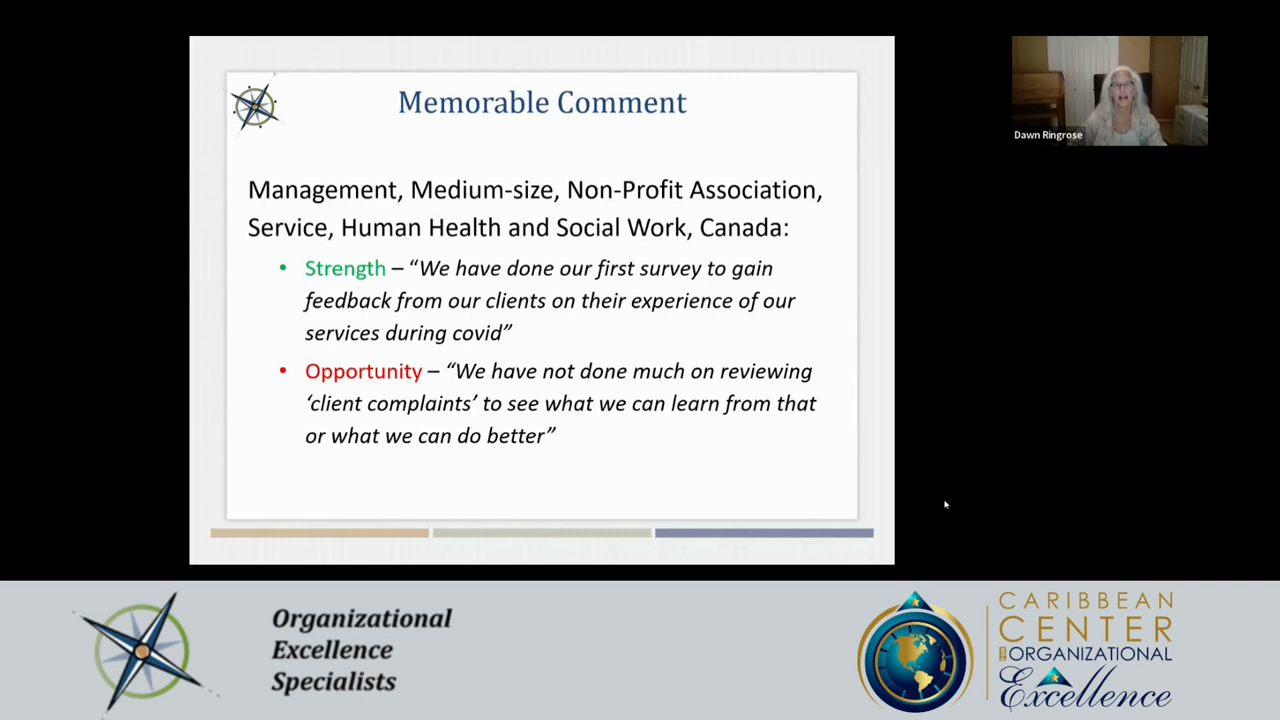 Memorable Comment
Management, Medium-size, Non-Profit Association,
Service, Human Health and Social Work, Canada:
• Strength – “We have done our first survey to gain
feedback from our clients on their experience of our
services during covid”
• Opportunity – “We have not done much on reviewing
‘client complaints’ to see what we can learn from that
or what we can do better”
Dawn Ringrose
Organizational
Excellence
Specialists
CARIBBEAN
CENTER
FOR ORGANIZATIONAL
Excellence